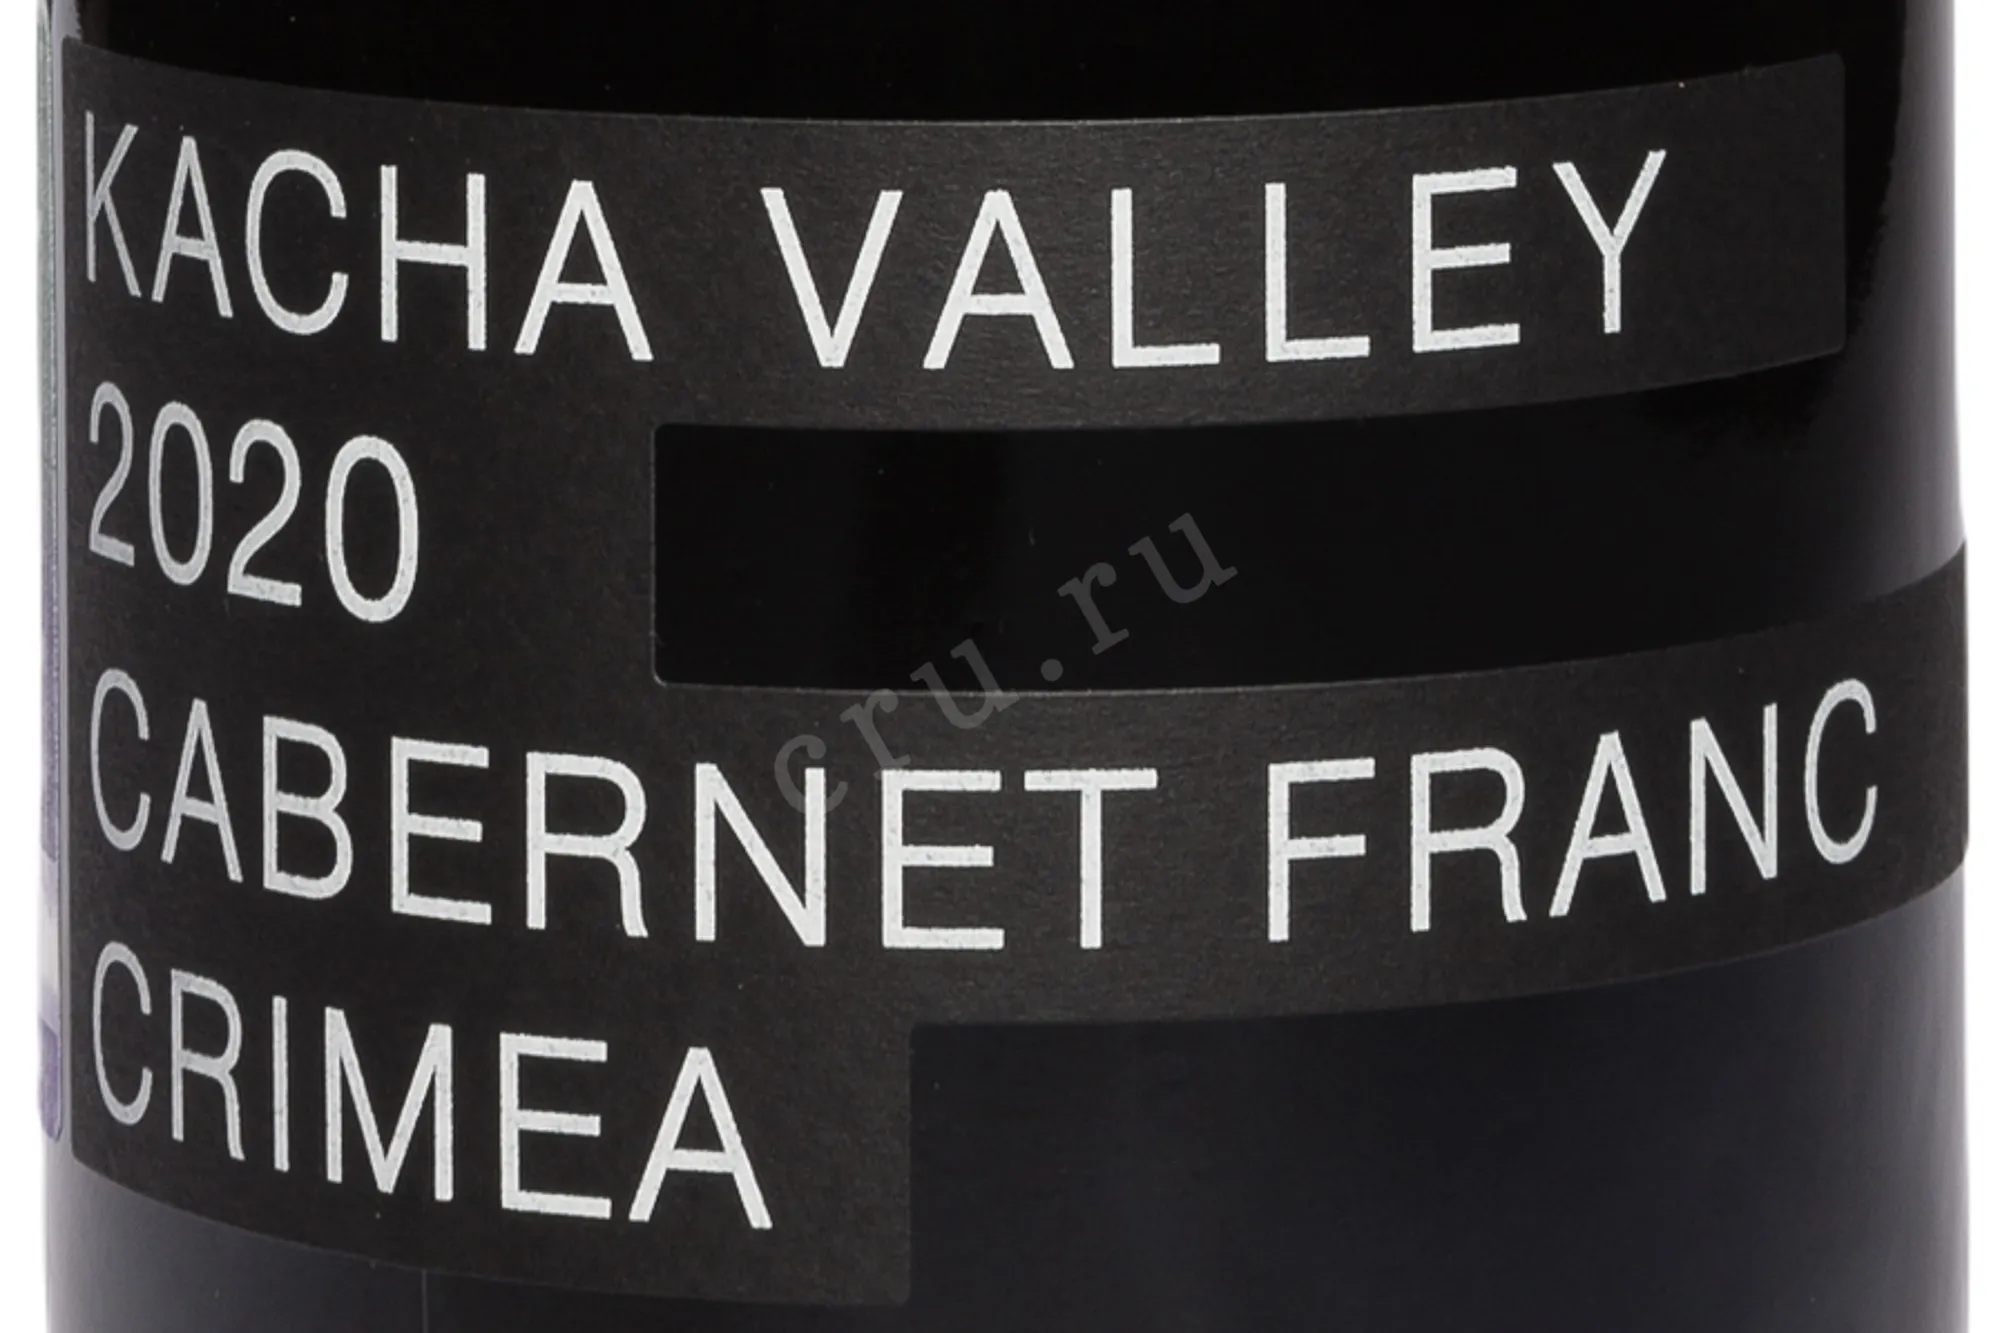 KACHA VALLEY
2020
cru.ru
CABERNET FRANC
CRIMEA